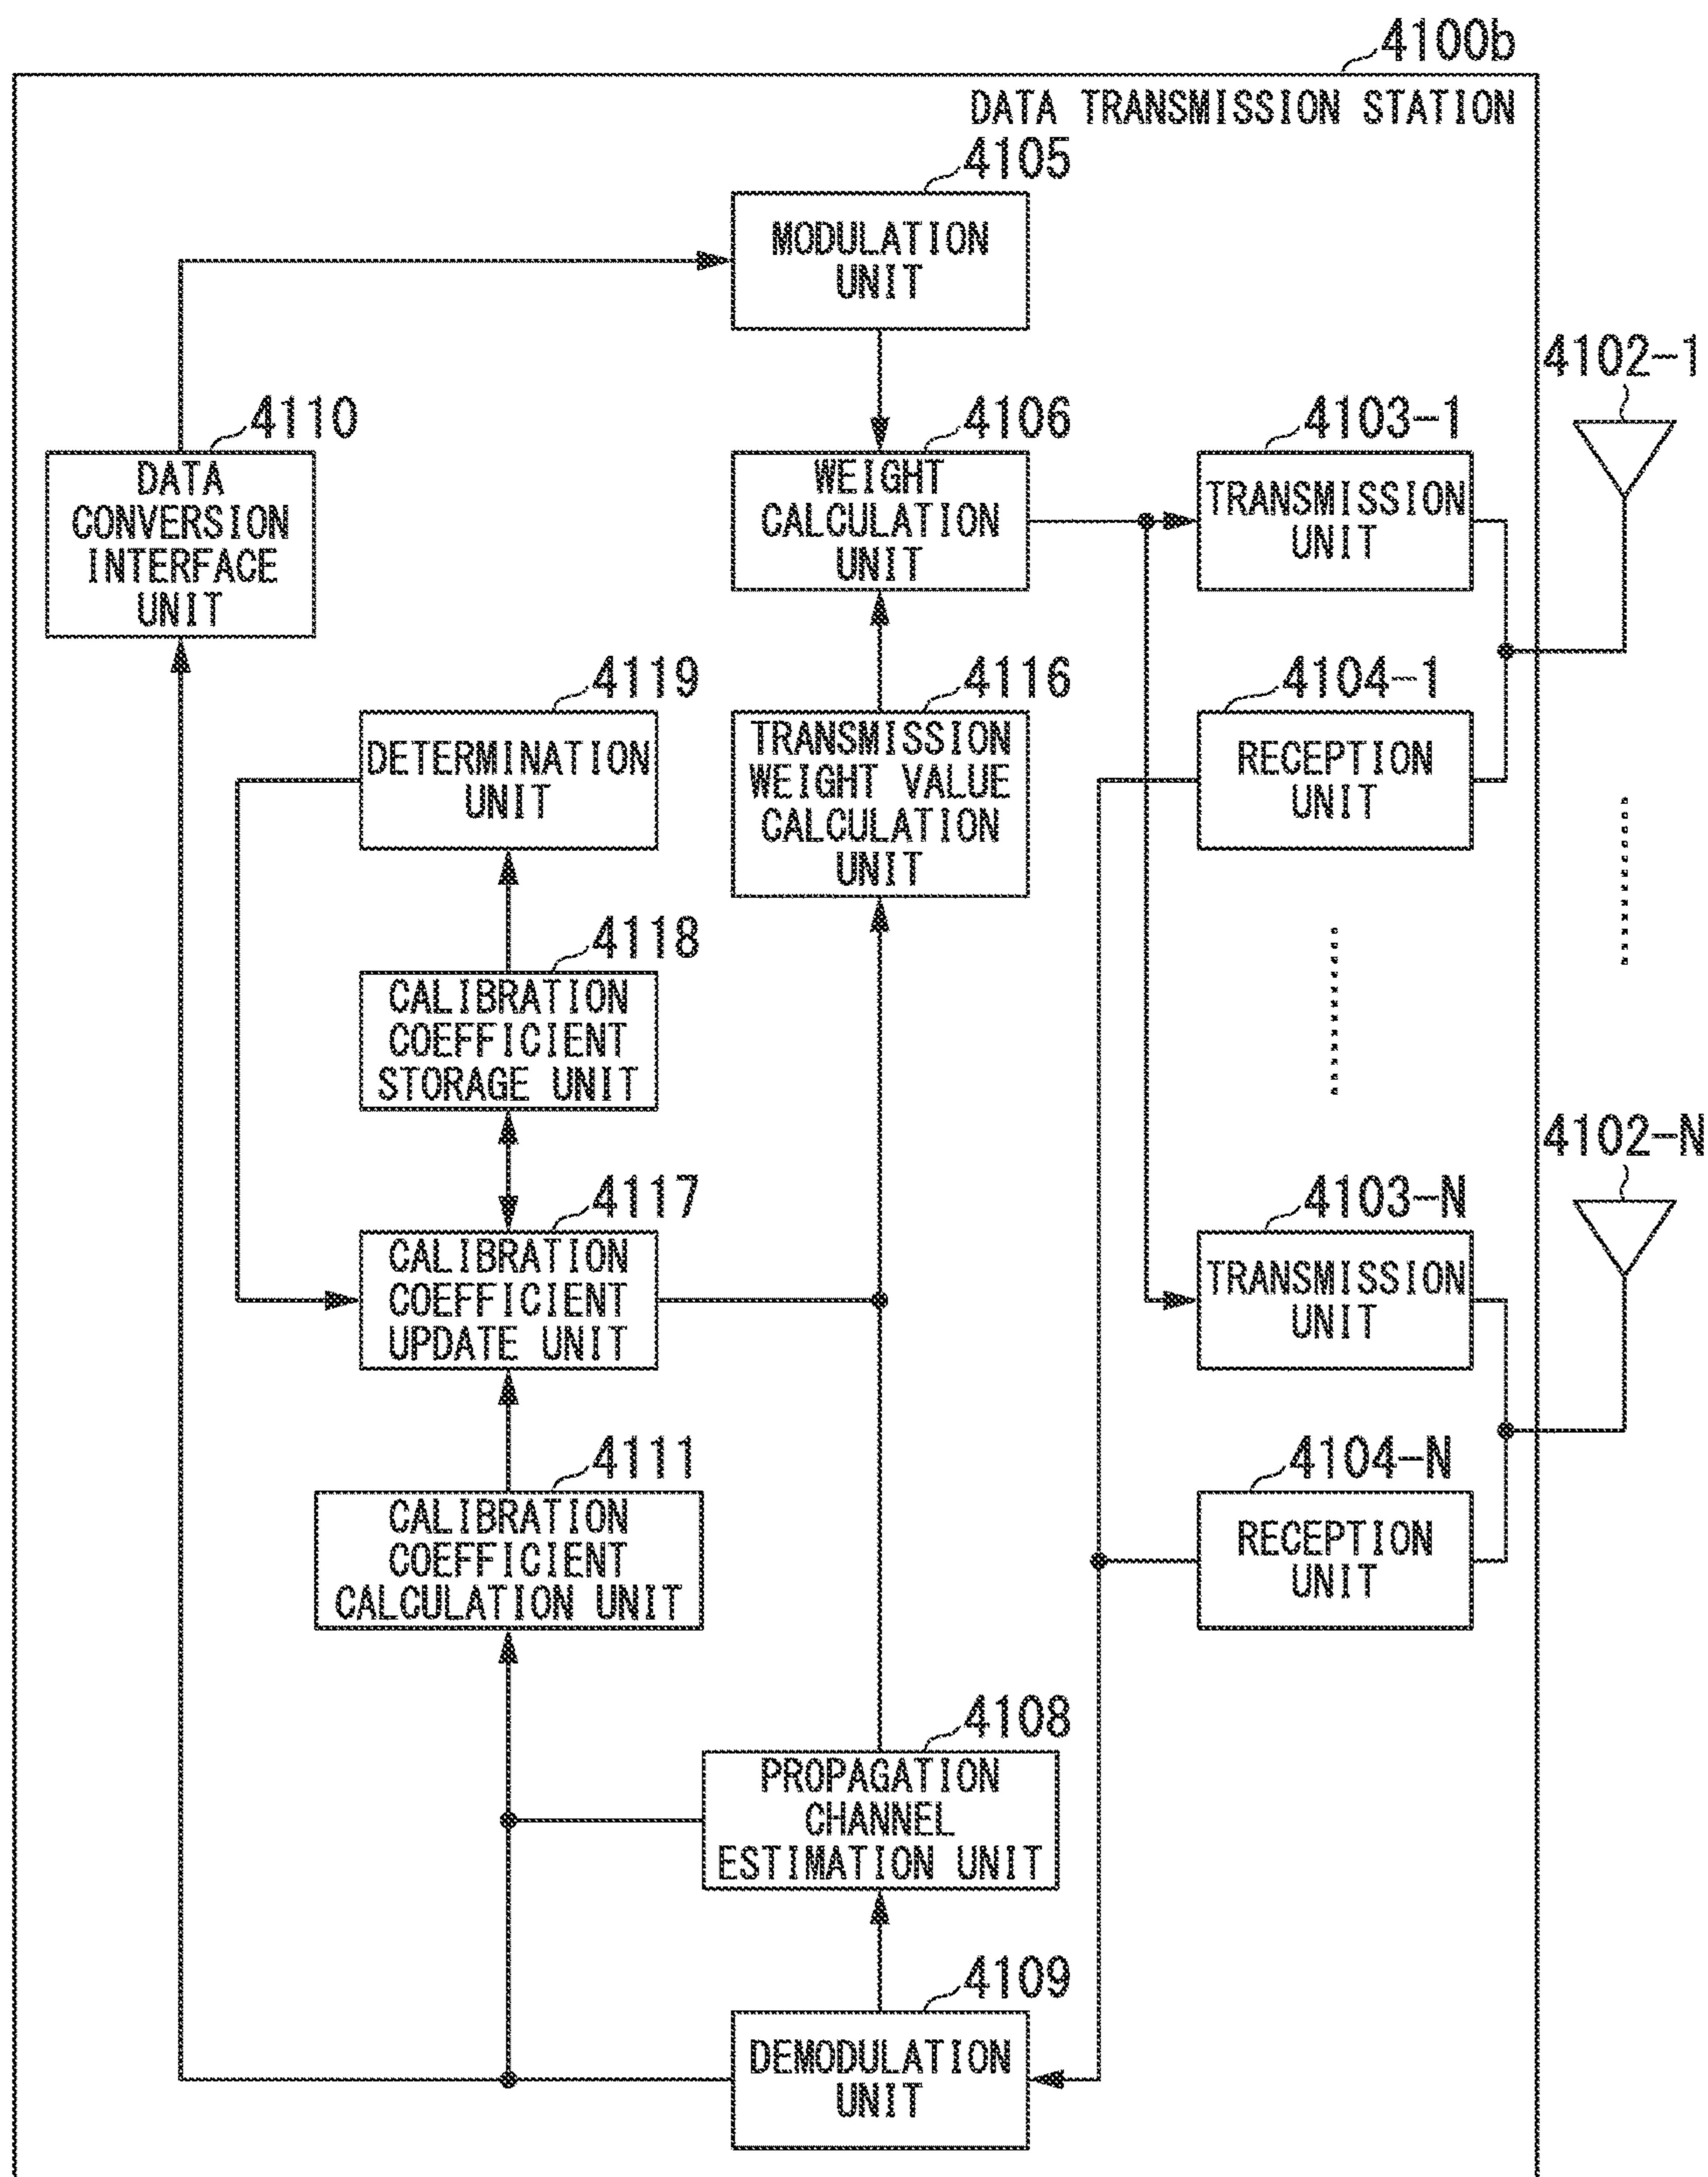 4100b
DATA TRANSMISSION STATION
4105
MODULATION
UNIT
4102-1
4110
DATA
CONVERSION
INTERFACE
UNIT
4106
WEIGHT
CALCULATION
UNIT
4103-1
TRANSMISSION
UNIT
4119
DETERMINATION
UNIT
4116
TRANSMISSION
WEIGHT VALUE
CALCULATION
UNIT
4104-1
RECEPTION
UNIT
4118
CALIBRATION
COEFFICIENT
STORAGE UNIT
4102-N
4117
CALIBRATION
COEFFICIENT
UPDATE UNIT
4103-N
TRANSMISSION
UNIT
4111
CALIBRATION
COEFFICIENT
CALCULATION UNIT
4104-N
RECEPTION
UNIT
4108
PROPAGATION
CHANNEL
ESTIMATION UNIT
4109
DEMODULATION
UNIT